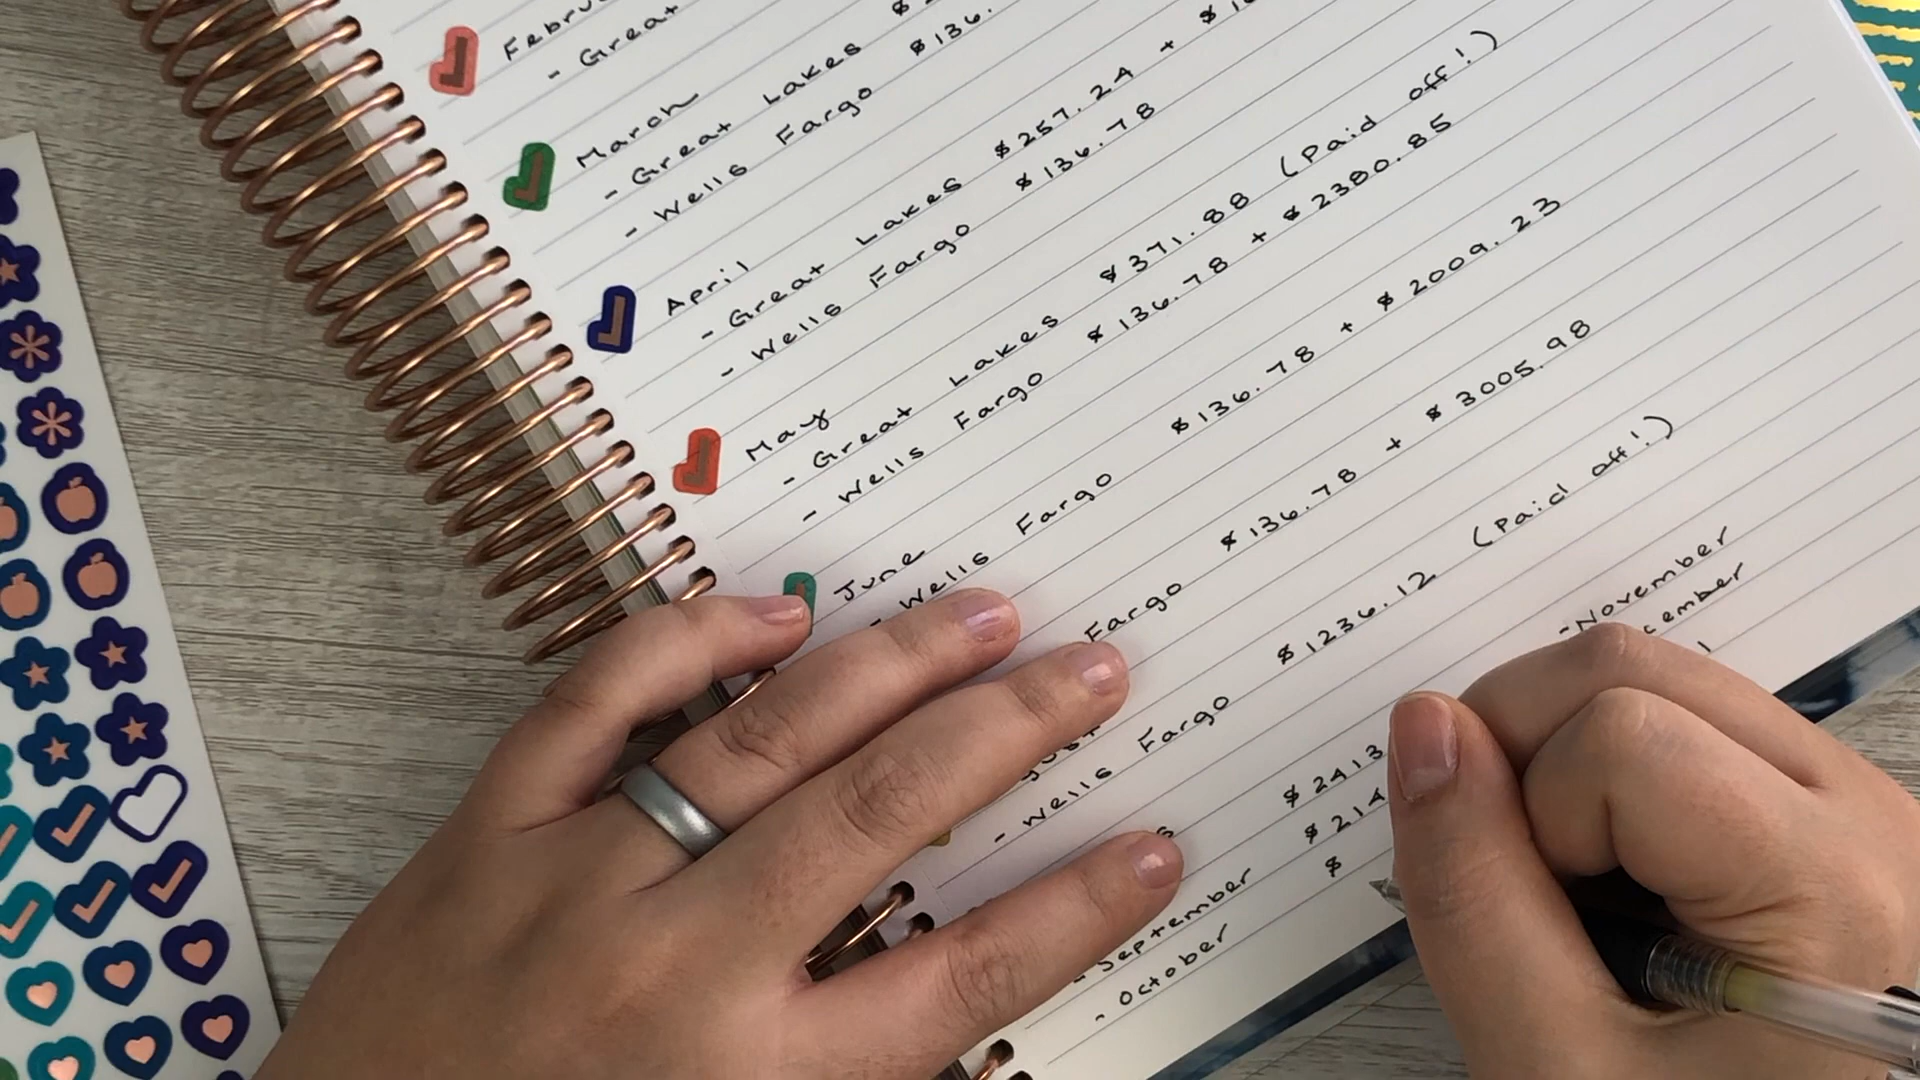 - Great
March
- Great Lakes $
- Wells Fargo $136.
April
- Great Lakes $257.24 + $
- Wells Fargo $136.78
May
- Great Lakes $371.88 (Paid off!)
- Wells Fargo $136.78 + $2380.85
June
- Wells Fargo $136.78 + $2009.23
Fargo $136.78 + $3005.98
- Wells Fargo $1236.12 (Paid off!)
- September $2413
- October $214
$
- November